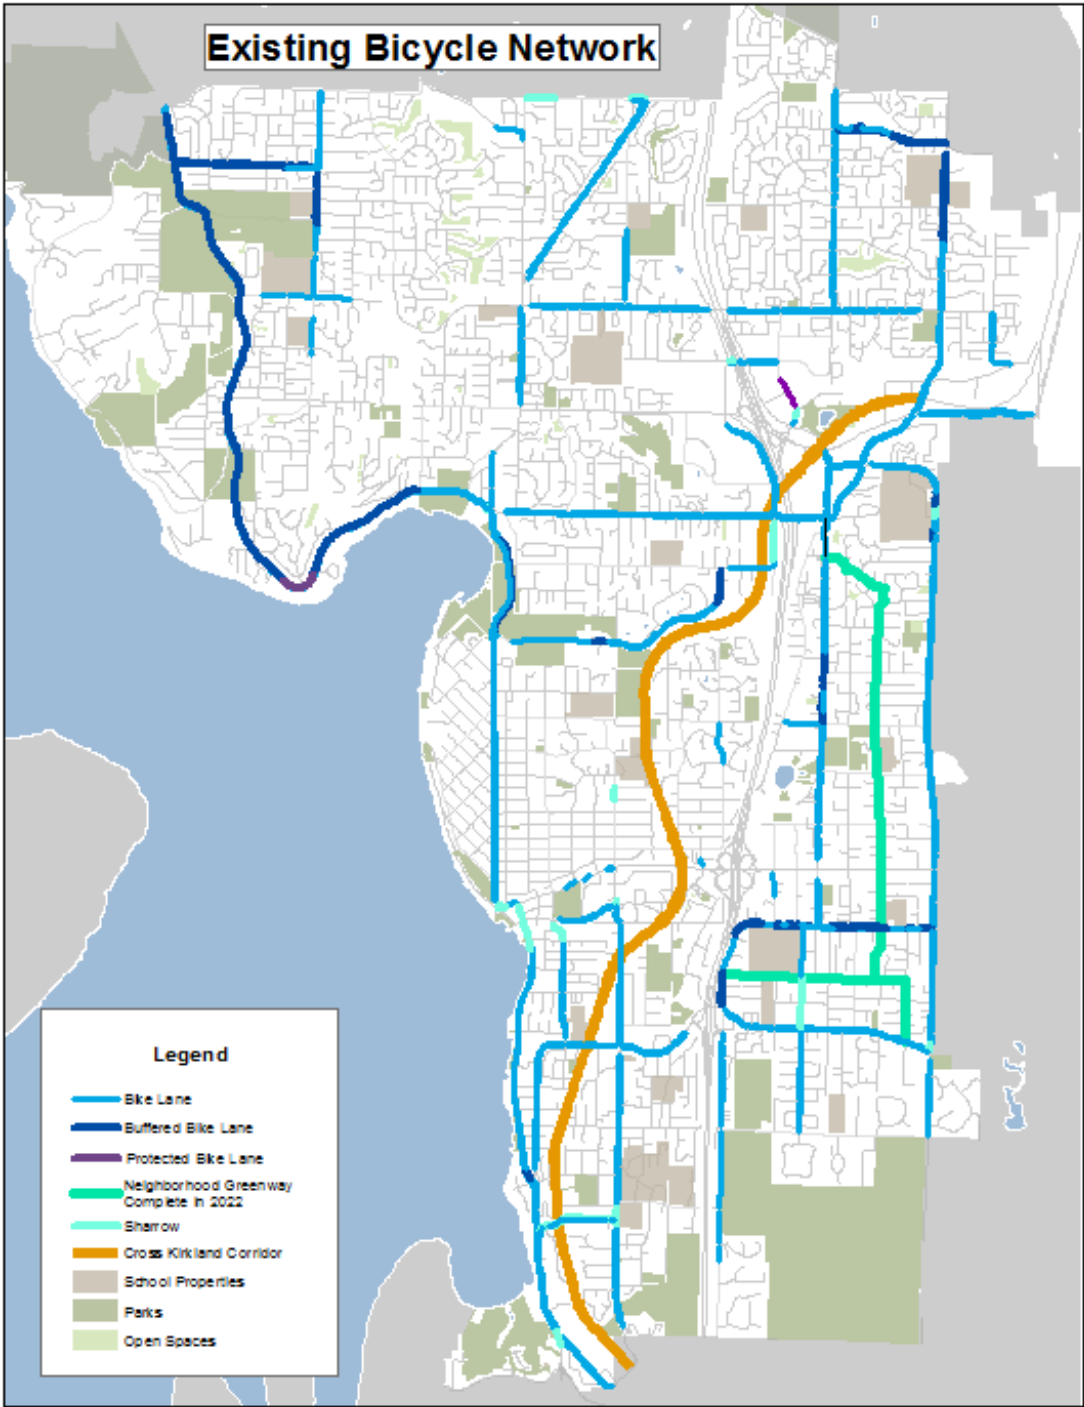 Existing Bicycle Network
Legend
Bike Lane
Buffered Bike Lane
Protected Bike Lane
Neighborhood Greenway
Complete in 2022
Sharrow
Cross Kirkland Corridor
School Properties
Parks
Open Spaces